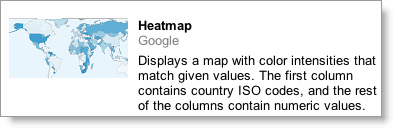 Heatmap
Google
Displays a map with color intensities that
match given values. The first column
contains country ISO codes, and the rest
of the columns contain numeric values.